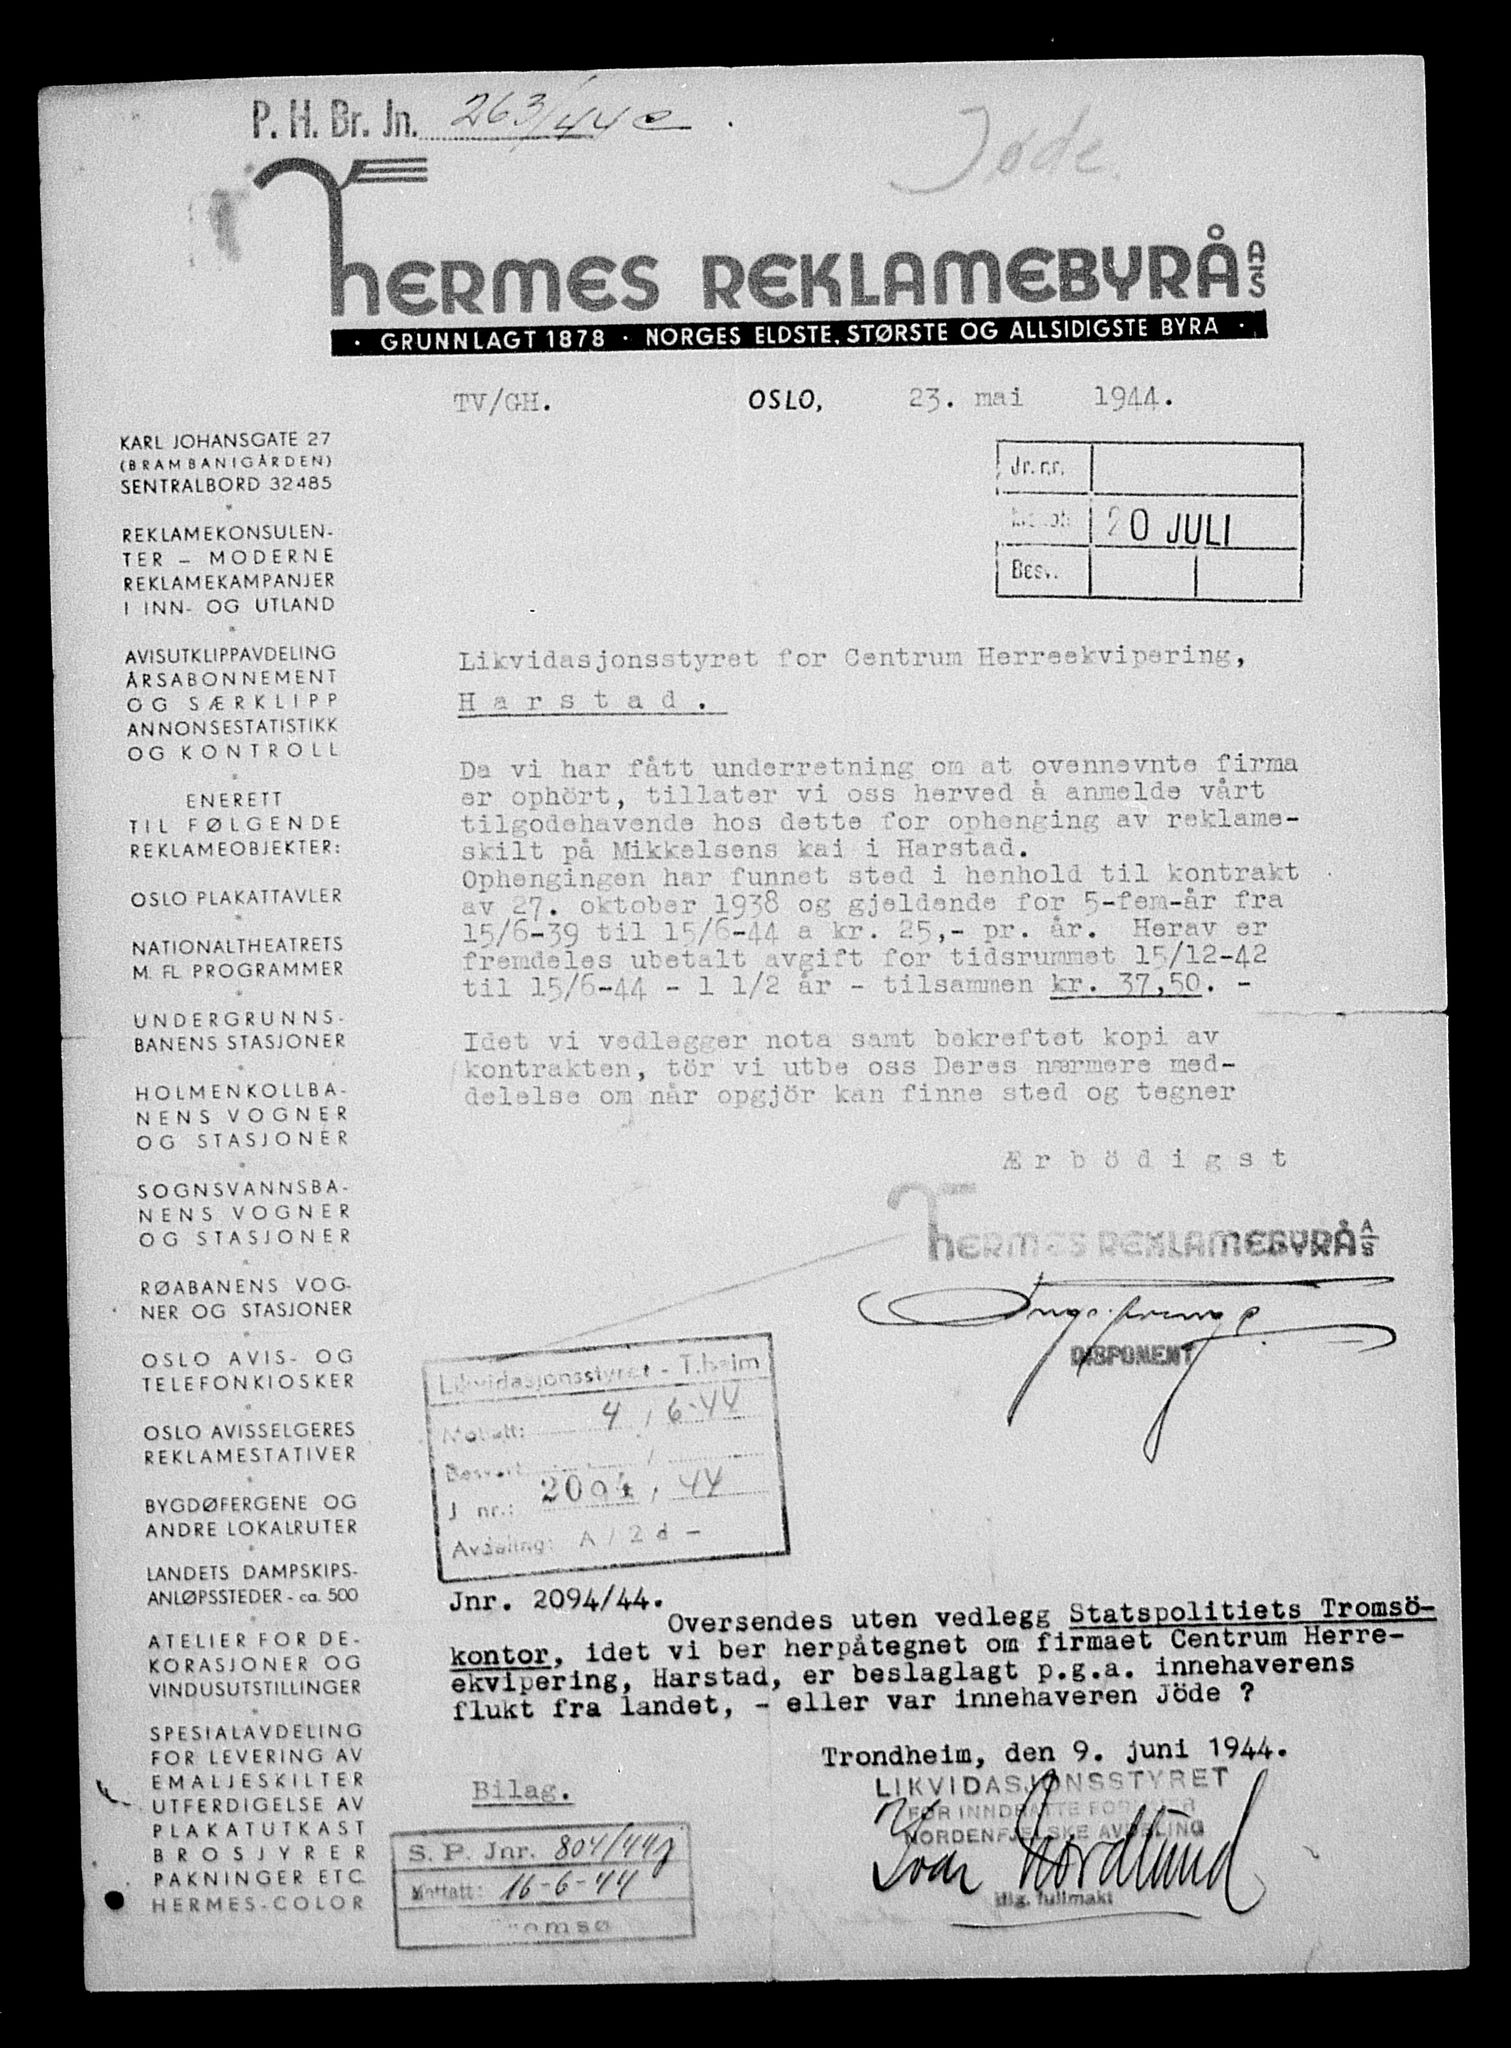 P. H. Br. Jn. 263/44 e.
Jøde.
HERMES REKLAMEBYRÅ A/S
· GRUNNLAGT 1878 · NORGES ELDSTE, STØRSTE OG ALLSIDIGSTE BYRA ·
TV/GH. OSLO, 23. mai 1944.
KARL JOHANSGATE 27
(BRAMBANIGÅRDEN)
SENTRALBORD 32485
REKLAMEKONSULEN-
TER – MODERNE
REKLAMEKAMPANJER
I INN- OG UTLAND
AVISUTKLIPPAVDELING
ÅRSABONNEMENT
OG SÆRKLIPP
ANNONSESTATISTIKK
OG KONTROLL
ENERETT
TIL FØLGENDE
REKLAMEOBJEKTER:
OSLO PLAKATTAVLER
NATIONALTHEATRETS
M. FL PROGRAMMER
UNDERGRUNNS-
BANENS STASJONER
HOLMENKOLLBA-
NENS VOGNER
OG STASJONER
SOGNSVANNSBA-
NENS VOGNER
OG STASJONER
RØABANENS VOG-
NER OG STASJONER
OSLO AVIS- OG
TELEFONKIOSKER
OSLO AVISSELGERES
REKLAMESTATIVER
BYGDØFERGENE OG
ANDRE LOKALRUTER
LANDETS DAMPSKIPS-
ANLØPSSTEDER - ca. 500
ATELIER FOR DE-
KORASJONER OG
VINDUSUTSTILLINGER
SPESIALAVDELING
FOR LEVERING AV
EMALJESKILTER
UTFERDIGELSE AV
PLAKATUTKAST
BROSJYRER
PAKNINGER ETC.
HERMES-COLOR
Jr. nr.
20 JULI
Besv.
Likvidasjonsstyret for Centrum Herreekvipering,
Harstad.
Da vi har fått underretning om at ovennevnte firma
er ophört, tillater vi oss herved å anmelde vårt
tilgodehavende hos dette for ophenging av reklame-
skilt på Mikkelsens kai i Harstad.
Ophengingen har funnet sted i henhold til kontrakt
av 27. oktober 1938 og gjeldende for 5-fem-år fra
15/6-39 til 15/6-44 a kr. 25,- pr. år. Herav er
fremdeles ubetalt avgift for tidsrummet 15/12-42
til 15/6-44 - 1 1/2 år - tilsammen kr. 37,50. -
Idet vi vedlegger nota samt bekreftet kopi av
kontrakten, tör vi utbe oss Deres nærmere med-
delelse om når opgjör kan finne sted og tegner
Ærbödigst
HERMES REKLAMEBYRÅ A/S
DISPONENT
Likvidasjonsstyret - T.heim
Mottatt: 4 / 6-44
Besvart /
J nr.: 2094 / 44
Avdeling: A / 2 d -
Jnr. 2094/44.
Oversendes uten vedlegg Statspolitiets Tromsö-
kontor, idet vi ber herpåtegnet om firmaet Centrum Herre-
ekvipering, Harstad, er beslaglagt p.g.a. innehaverens
flukt fra landet, - eller var innehaveren Jöde ?
Trondheim, den 9. juni 1944.
LIKVIDASJONSSTYRET
FOR INNDRATTE FORMUER
NORDENFJELSKE AVDELING
Ivar Nordlund
iflg. fullmakt
Bilag.
S. P. Jnr. 804/44g
Mottatt: 16-6-44
Tromsø